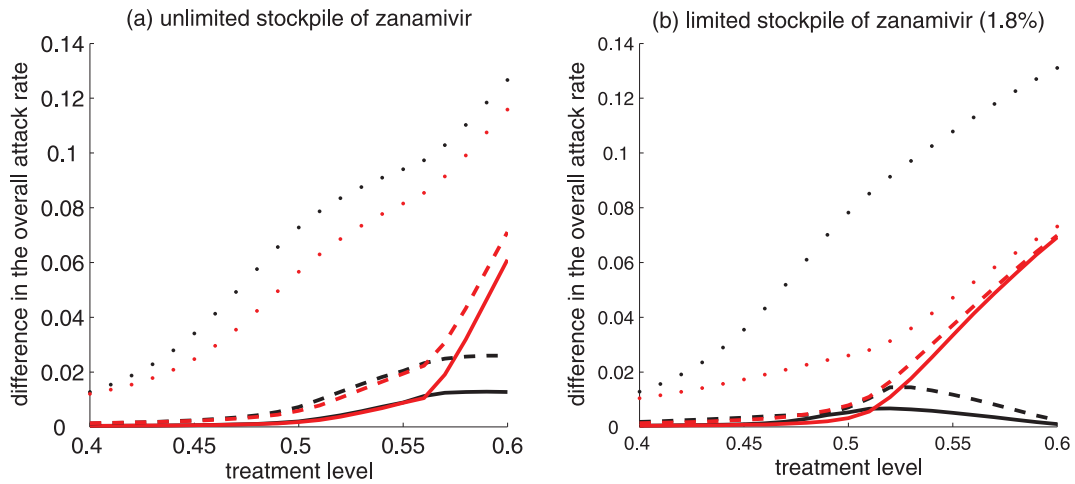 (a) unlimited stockpile of zanamivir
0.14
0.12
0.1
0.08
0.06
0.04
0.02
0
0.4 0.45 0.5 0.55 0.6
difference in the overall attack rate
treatment level
(b) limited stockpile of zanamivir (1.8%)
0.14
0.12
0.1
0.08
0.06
0.04
0.02
0
0.4 0.45 0.5 0.55 0.6
difference in the overall attack rate
treatment level